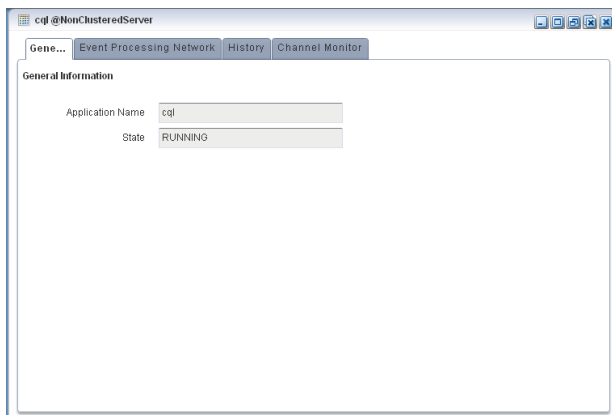 cql @NonClusteredServer
Gene... Event Processing Network History Channel Monitor
General Information
Application Name cql
State RUNNING